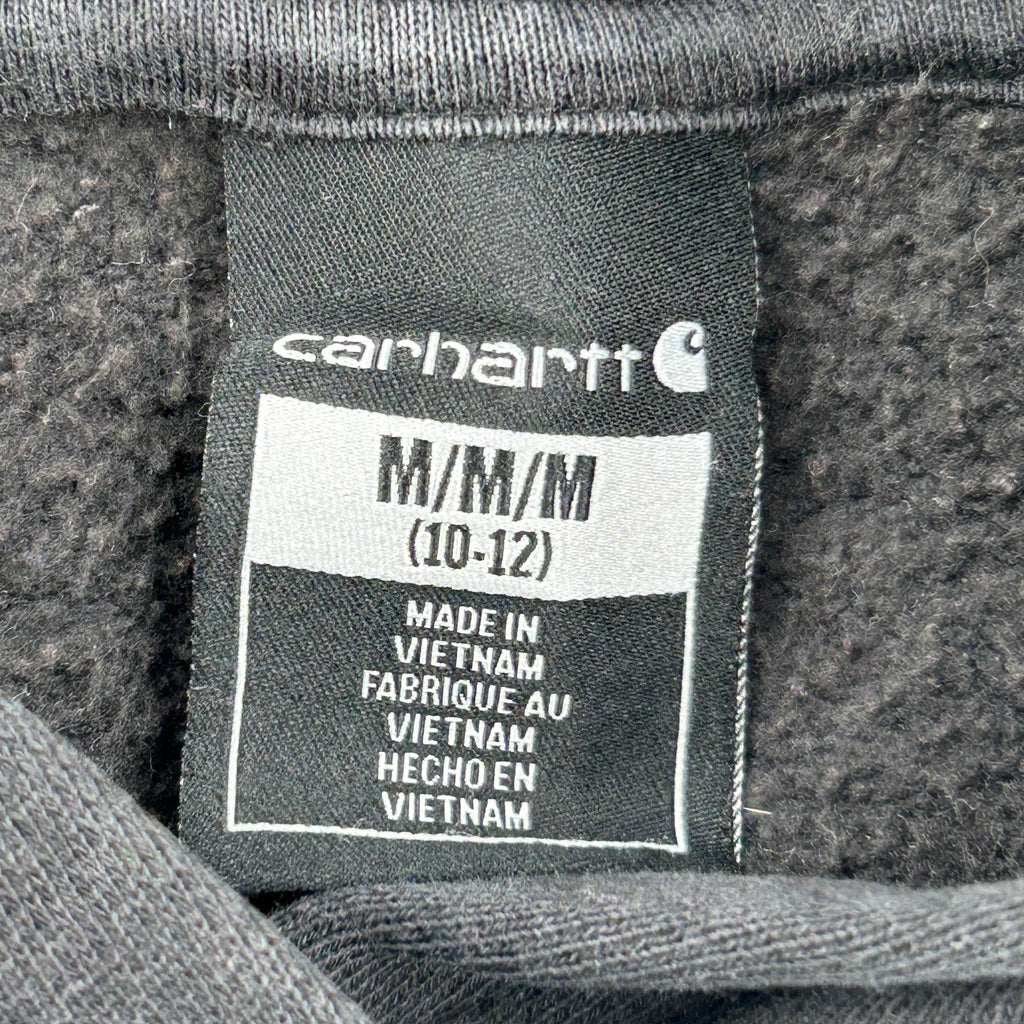 carhartt
M/M/M
(10-12)
MADE IN
VIETNAM
FABRIQUE AU
VIETNAM
HECHO EN
VIETNAM